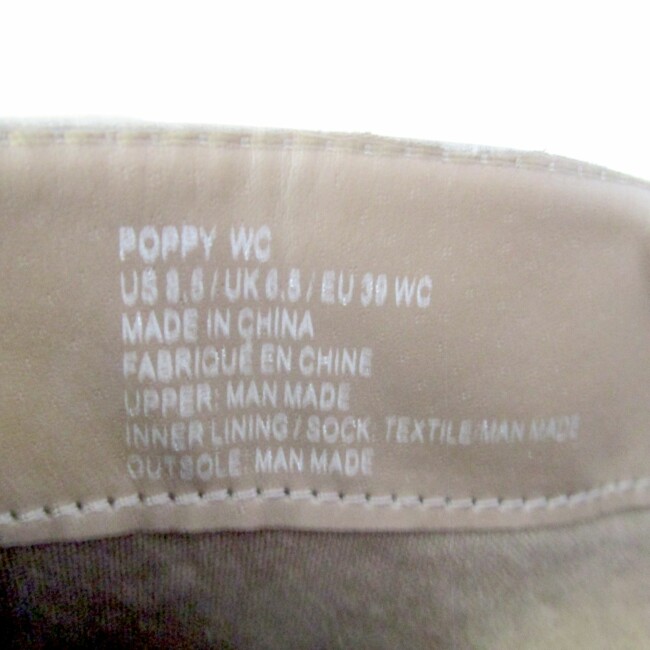 POPPY WC
US 8.5 / UK 6.5 / EU 39 WC
MADE IN CHINA
FABRIQUÉ EN CHINE
UPPER: MAN MADE
INNER LINING / SOCK: TEXTILE/MAN MADE
OUTSOLE: MAN MADE